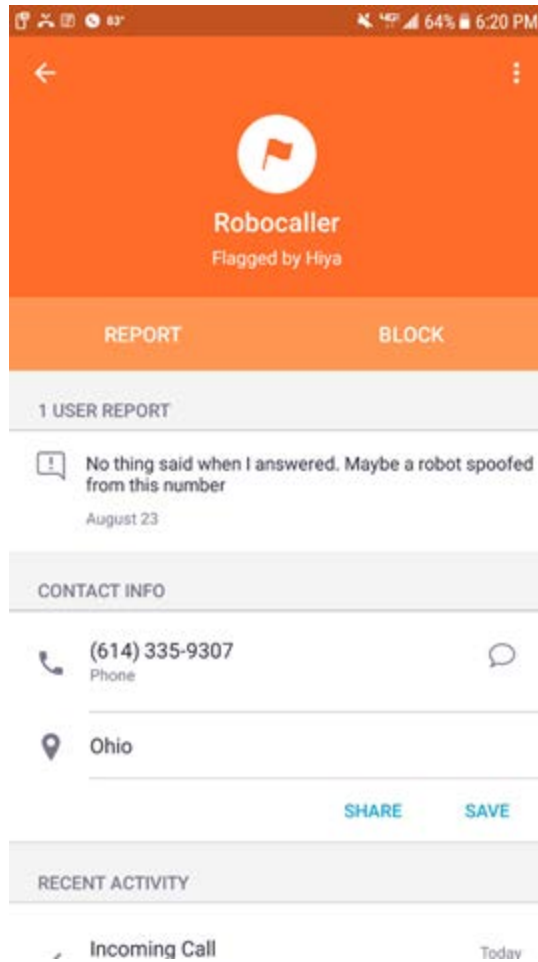 83° 64% 6:20 PM
Robocaller
Flagged by Hiya
REPORT BLOCK
1 USER REPORT
No thing said when I answered. Maybe a robot spoofed
from this number
August 23
CONTACT INFO
(614) 335-9307
Phone
Ohio
SHARE SAVE
RECENT ACTIVITY
Incoming Call Today